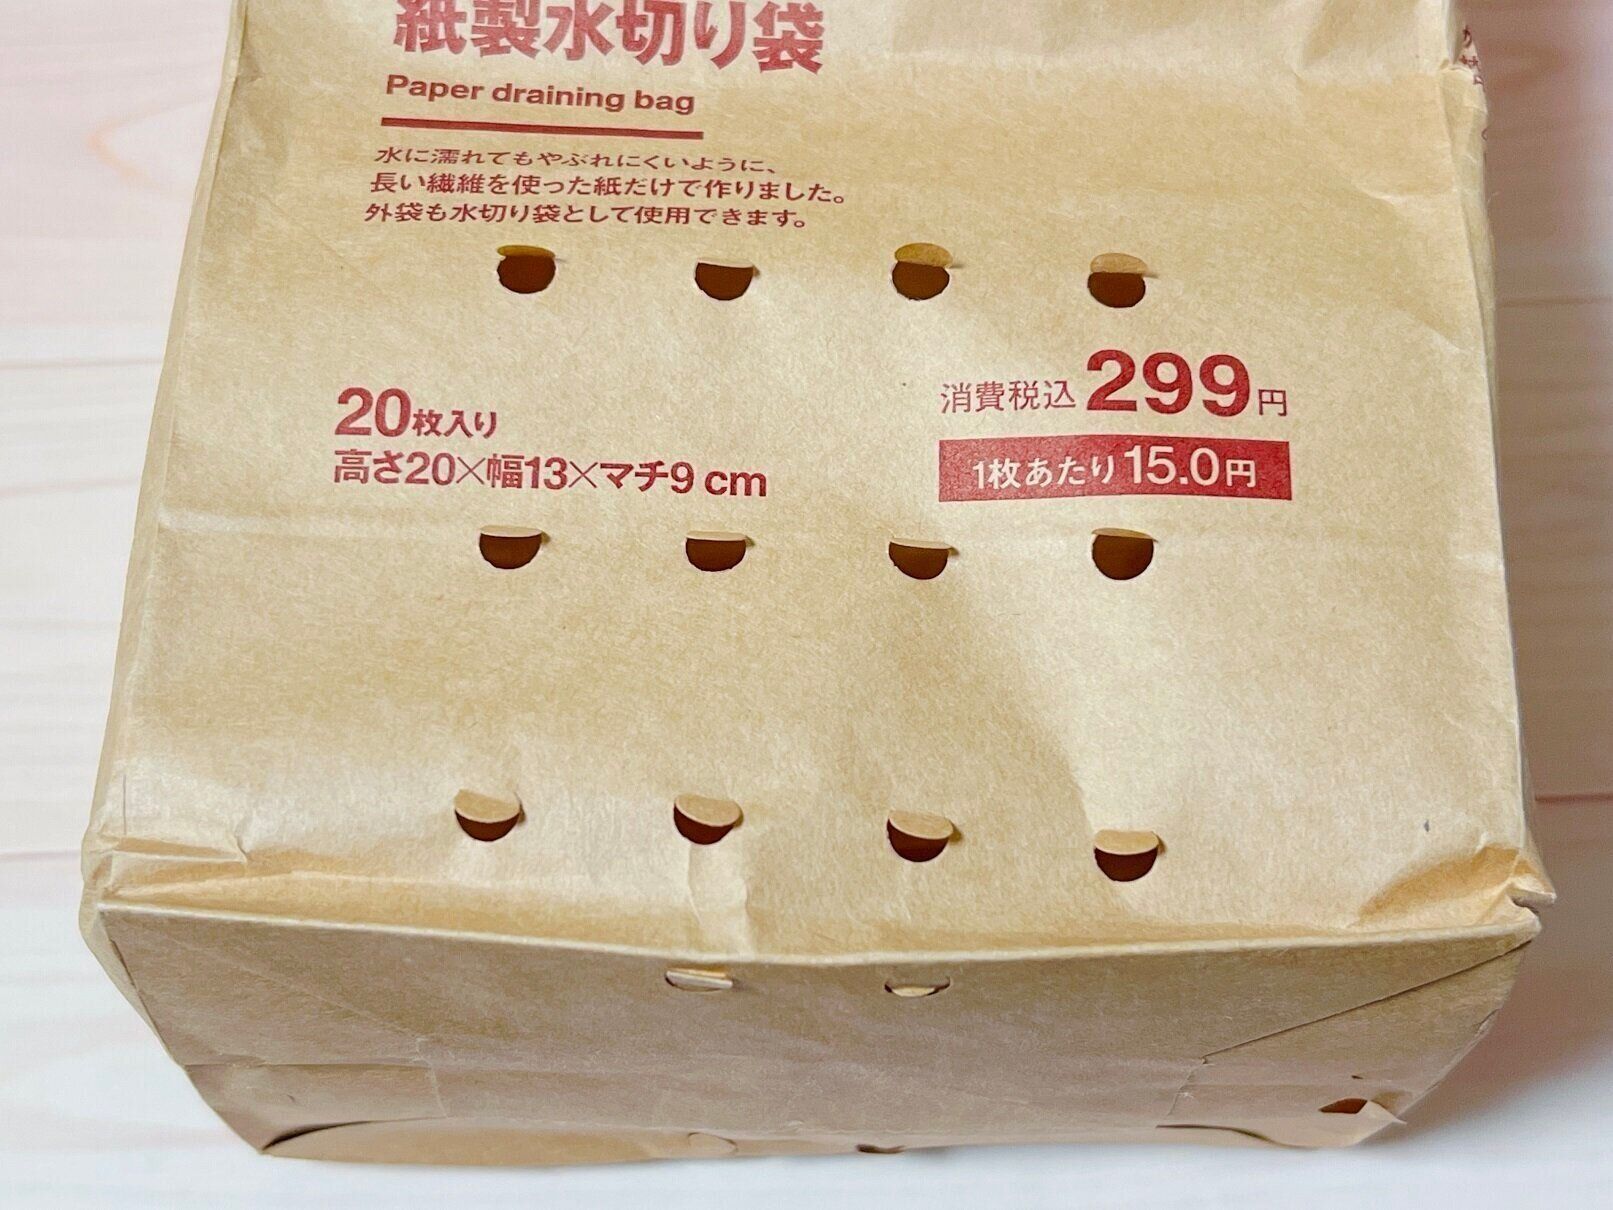 紙製水切り袋
Paper draining bag
水に濡れてもやぶれにくいように、
長い繊維を使った紙だけで作りました。
外袋も水切り袋として使用できます。
20枚入り
高さ20×幅13×マチ9cm
消費税込299円
1枚あたり15.0円